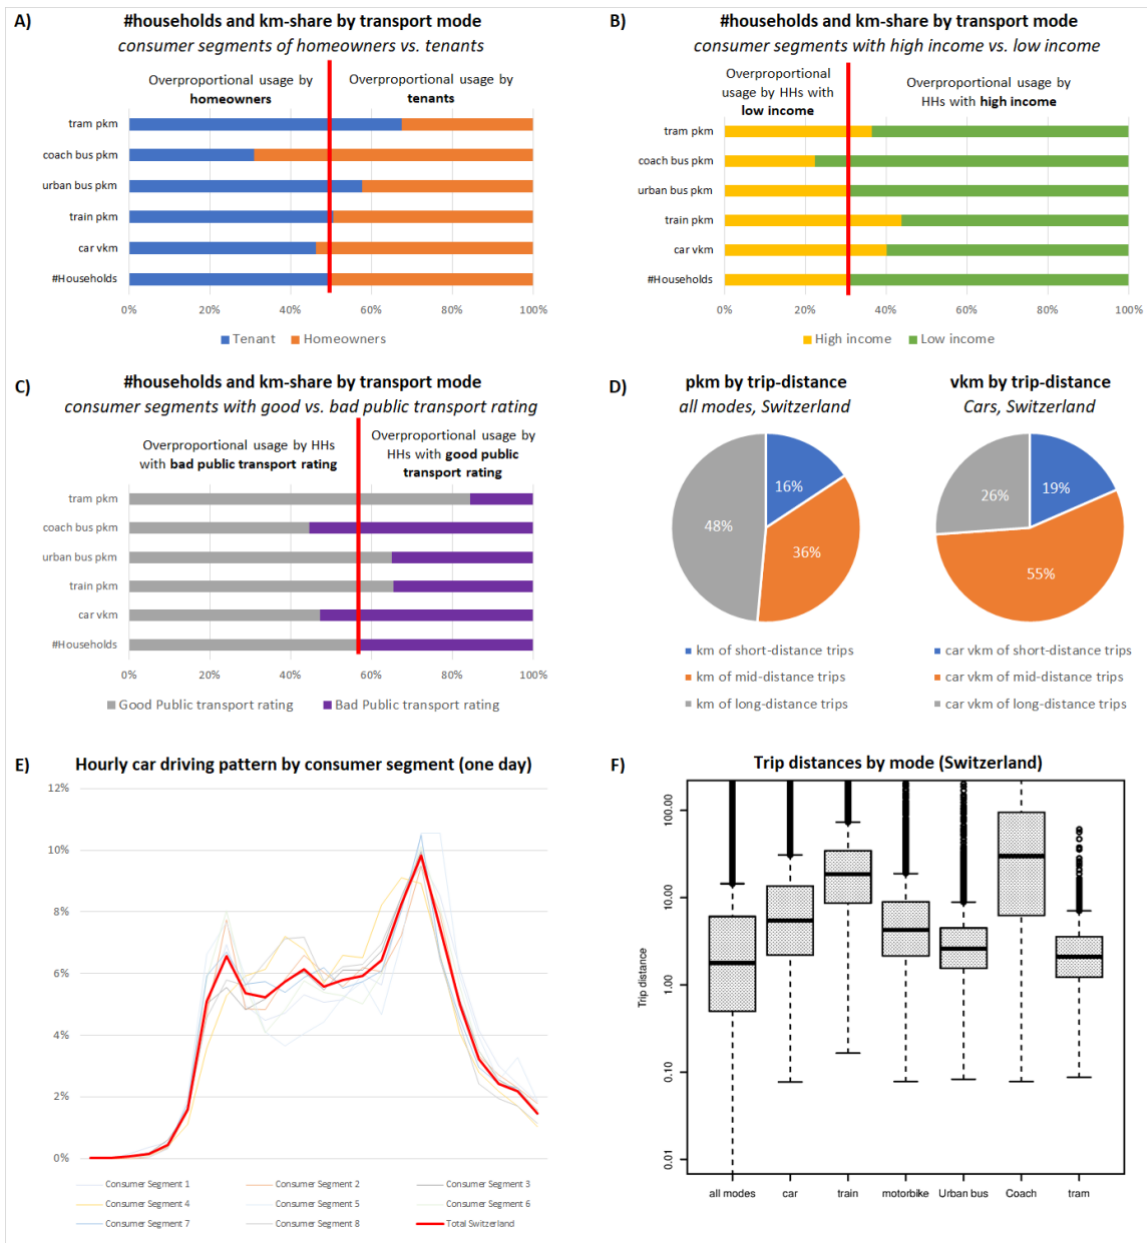 A)
#households and km-share by transport mode
consumer segments of homeowners vs. tenants
Overproportional usage by
homeowners
Overproportional usage by
tenants
tram pkm
coach bus pkm
urban bus pkm
train pkm
car vkm
#Households
0% 20% 40% 60% 80% 100%
Tenant Homeowners
B)
#households and km-share by transport mode
consumer segments with high income vs. low income
Overproportional
usage by HHs with
low income
Overproportional usage by
HHs with high income
tram pkm
coach bus pkm
urban bus pkm
train pkm
car vkm
#Households
0% 20% 40% 60% 80% 100%
High income Low income
C)
#households and km-share by transport mode
consumer segments with good vs. bad public transport rating
Overproportional usage by HHs
with bad public transport rating
Overproportional usage by
HHs with good public
transport rating
tram pkm
coach bus pkm
urban bus pkm
train pkm
car vkm
#Households
0% 20% 40% 60% 80% 100%
Good Public transport rating Bad Public transport rating
D)
pkm by trip-distance
all modes, Switzerland
16%
36%
48%
km of short-distance trips
km of mid-distance trips
km of long-distance trips
vkm by trip-distance
Cars, Switzerland
19%
55%
26%
car vkm of short-distance trips
car vkm of mid-distance trips
car vkm of long-distance trips
E)
Hourly car driving pattern by consumer segment (one day)
12%
10%
8%
6%
4%
2%
0%
Consumer Segment 1 Consumer Segment 2 Consumer Segment 3
Consumer Segment 4 Consumer Segment 5 Consumer Segment 6
Consumer Segment 7 Consumer Segment 8 Total Switzerland
F)
Trip distances by mode (Switzerland)
Trip distance
100.00
10.00
1.00
0.10
0.01
all modes car train motorbike Urban bus Coach tram